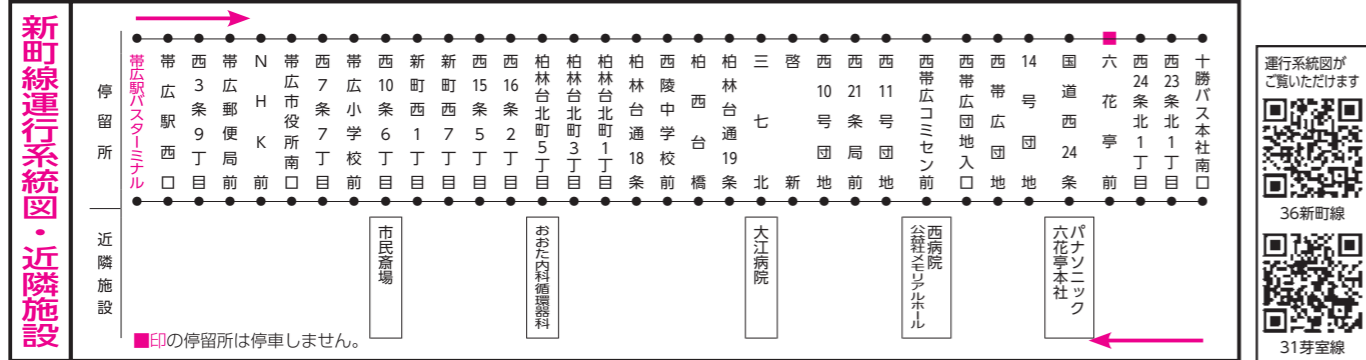 新町線運行系統図・近隣施設
停留所
帯広駅バスターミナル
帯広駅西口
西3条9丁目
帯広郵便局前
NHK前
帯広市役所南口
西7条7丁目
帯広小学校前
西10条6丁目
新町西1丁目
新町西7丁目
西15条5丁目
西16条2丁目
柏林台北町5丁目
柏林台北町3丁目
柏林台北町1丁目
柏林台通18条
西陵中学校前
柏西台橋
柏林台通19条
三七北
啓新
西10号団地
西21条局前
西11号団地
西帯広コミセン前
西帯広団地入口
西帯広団地
14号団地
国道西24条
六花亭前
西24条北1丁目
西23条北1丁目
十勝バス本社南口
近隣施設
市民斎場
おおた内科循環器科
大江病院
西病院
公益社メモリアルホール
パナソニック
六花亭本社
■印の停留所は停車しません。
運行系統図が
ご覧いただけます
36新町線
31芽室線